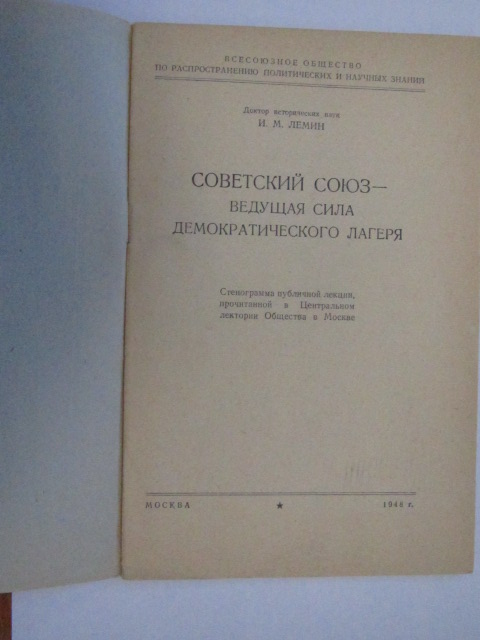 ВСЕСОЮЗНОЕ ОБЩЕСТВО
ПО РАСПРОСТРАНЕНИЮ ПОЛИТИЧЕСКИХ И НАУЧНЫХ ЗНАНИЙ
Доктор исторических наук
И. М. ЛЕМИН
СОВЕТСКИЙ СОЮЗ—
ВЕДУЩАЯ СИЛА
ДЕМОКРАТИЧЕСКОГО ЛАГЕРЯ
Стенограмма публичной лекции,
прочитанной в Центральном
лектории Общества в Москве
МОСКВА ★ 1948 г.